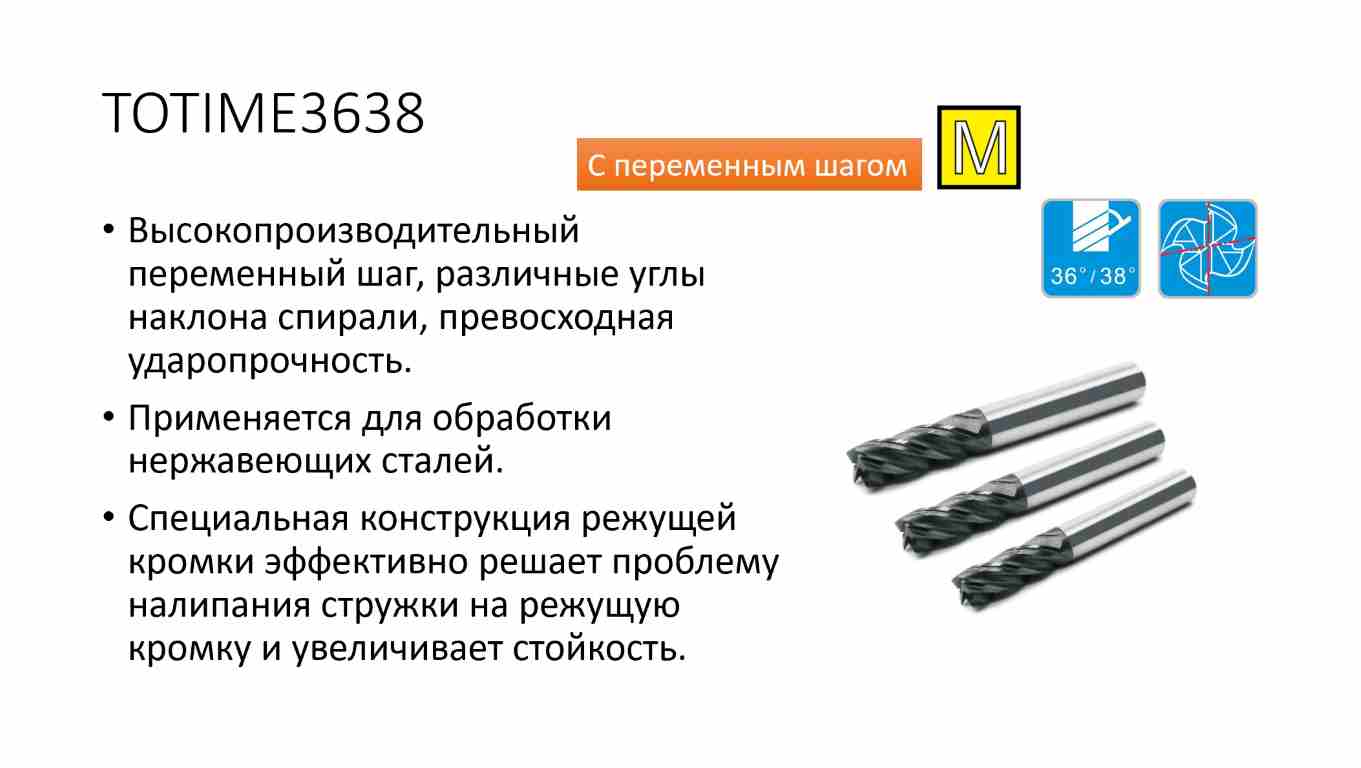 TOTIME3638
С переменным шагом
M
36°/38°
• Высокопроизводительный
переменный шаг, различные углы
наклона спирали, превосходная
ударопрочность.
• Применяется для обработки
нержавеющих сталей.
• Специальная конструкция режущей
кромки эффективно решает проблему
налипания стружки на режущую
кромку и увеличивает стойкость.